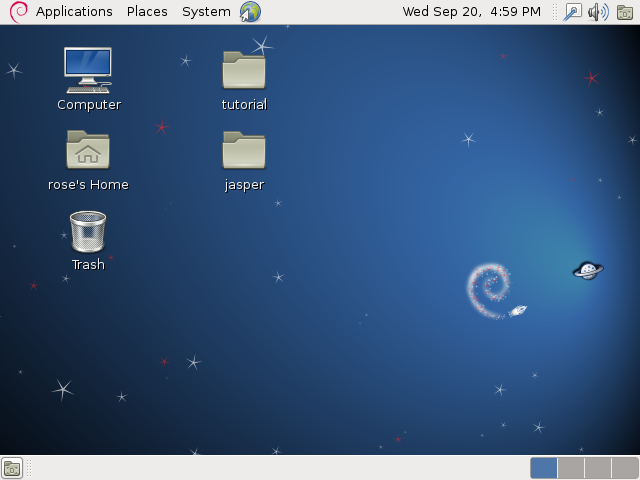 Applications Places System Wed Sep 20, 4:59 PM
Computer tutorial
rose's Home jasper
Trash